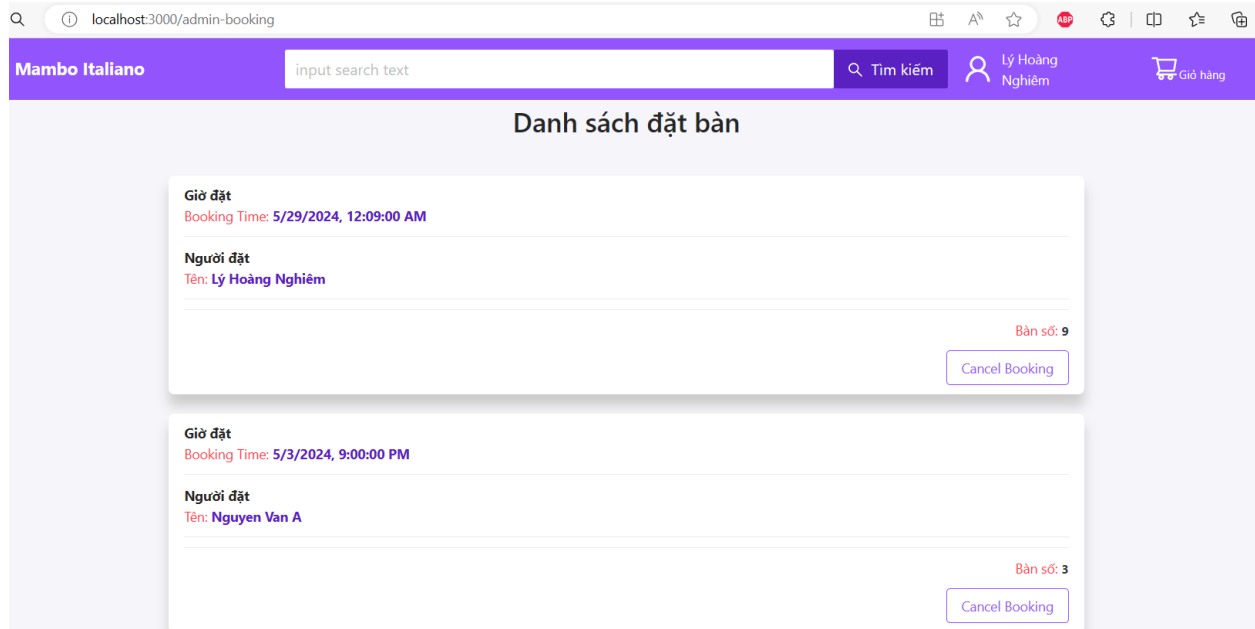 localhost:3000/admin-booking
ABP
Mambo Italiano
input search text
Tìm kiếm
Lý Hoàng
Nghiêm
Giỏ hàng
Danh sách đặt bàn
Giờ đặt
Booking Time: 5/29/2024, 12:09:00 AM
Người đặt
Tên: Lý Hoàng Nghiêm
Bàn số: 9
Cancel Booking
Giờ đặt
Booking Time: 5/3/2024, 9:00:00 PM
Người đặt
Tên: Nguyen Van A
Bàn số: 3
Cancel Booking